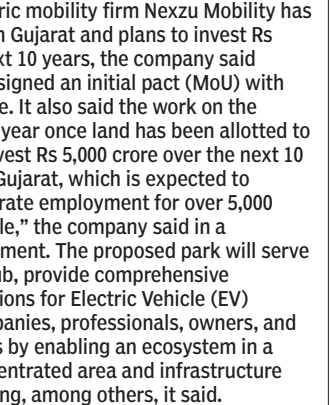 ric mobility firm Nexzu Mobility has
n Gujarat and plans to invest Rs
xt 10 years, the company said
signed an initial pact (MoU) with
e. It also said the work on the
year once land has been allotted to
vest Rs 5,000 crore over the next 10
Gujarat, which is expected to
rate employment for over 5,000
le,” the company said in a
ment. The proposed park will serve
ub, provide comprehensive
ions for Electric Vehicle (EV)
panies, professionals, owners, and
s by enabling an ecosystem in a
entrated area and infrastructure
ng, among others, it said.